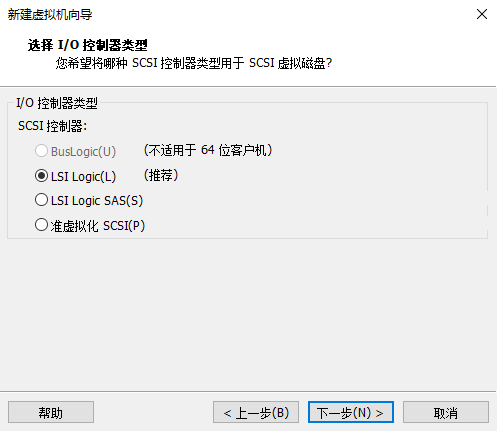 新建虚拟机向导
选择 I/O 控制器类型
您希望将哪种 SCSI 控制器类型用于 SCSI 虚拟磁盘?
I/O 控制器类型
SCSI 控制器:
BusLogic(U) (不适用于 64 位客户机)
LSI Logic(L) (推荐)
LSI Logic SAS(S)
准虚拟化 SCSI(P)
帮助 < 上一步(B) 下一步(N) > 取消